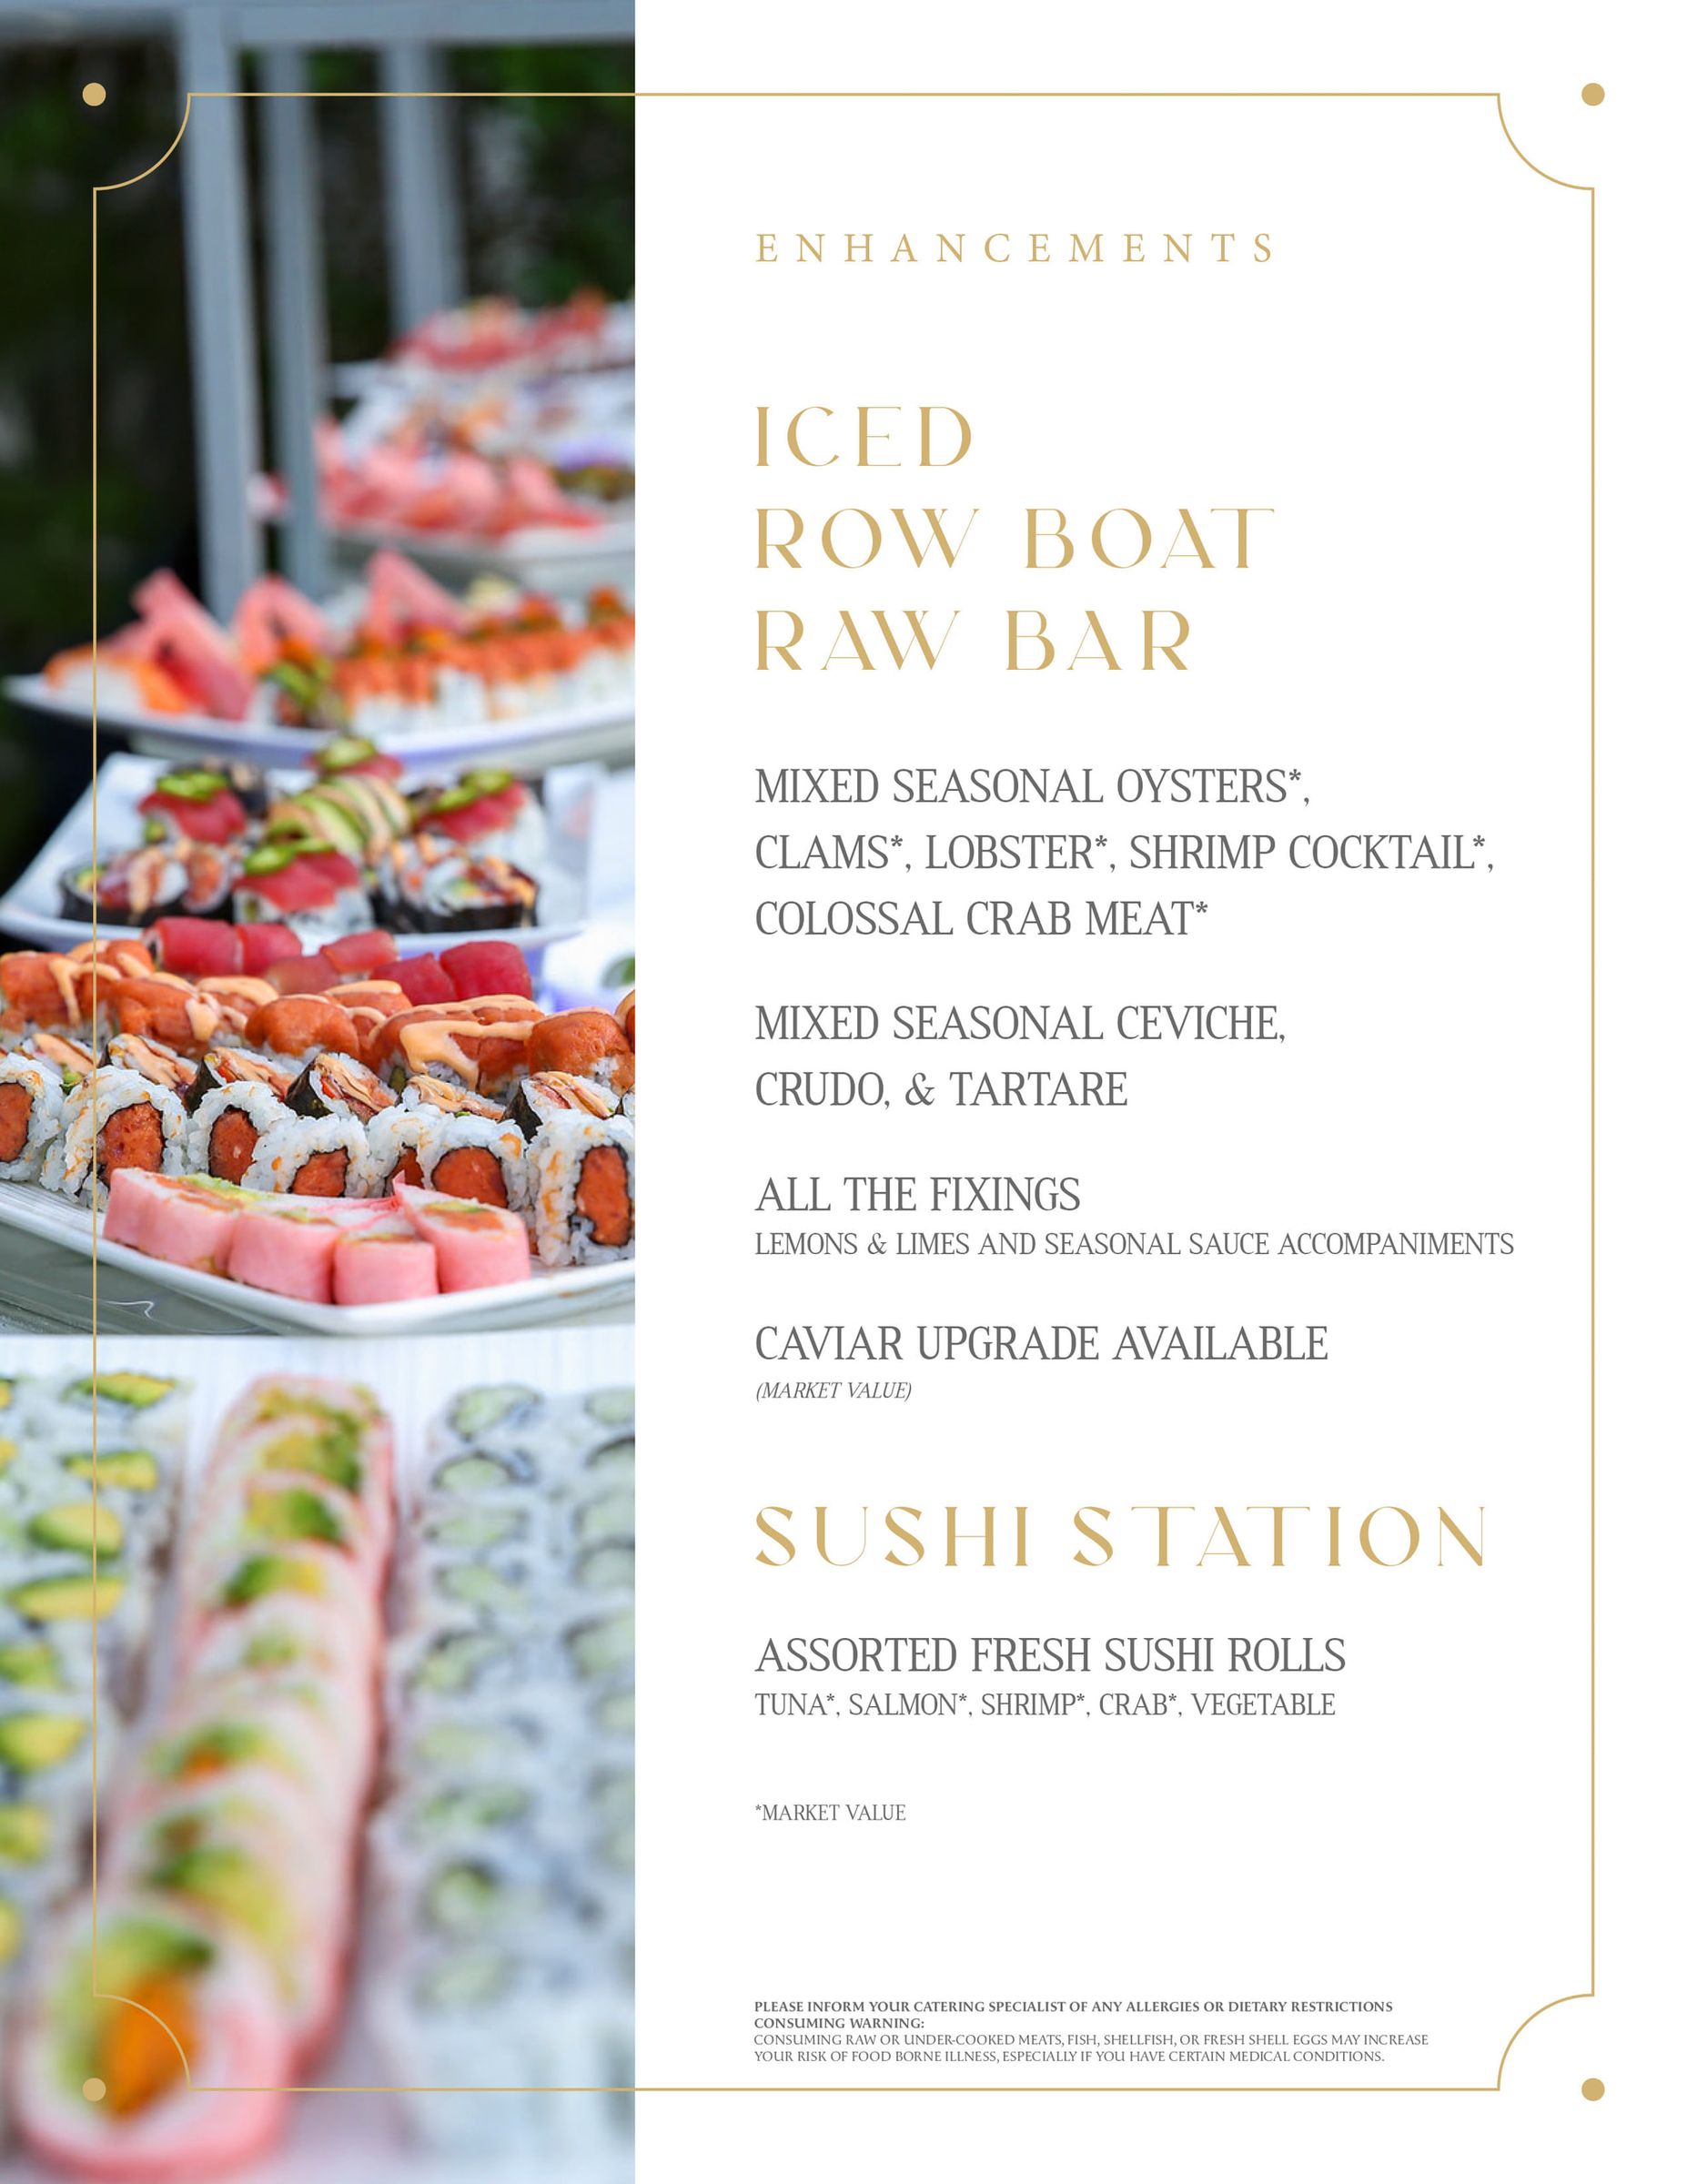 ENHANCEMENTS
ICED
ROW BOAT
RAW BAR
MIXED SEASONAL OYSTERS*,
CLAMS*, LOBSTER*, SHRIMP COCKTAIL*,
COLOSSAL CRAB MEAT*
MIXED SEASONAL CEVICHE,
CRUDO, & TARTARE
ALL THE FIXINGS
LEMONS & LIMES AND SEASONAL SAUCE ACCOMPANIMENTS
CAVIAR UPGRADE AVAILABLE
(MARKET VALUE)
SUSHI STATION
ASSORTED FRESH SUSHI ROLLS
TUNA*, SALMON*, SHRIMP*, CRAB*, VEGETABLE
*MARKET VALUE
PLEASE INFORM YOUR CATERING SPECIALIST OF ANY ALLERGIES OR DIETARY RESTRICTIONS
CONSUMING WARNING:
CONSUMING RAW OR UNDER-COOKED MEATS, FISH, SHELLFISH, OR FRESH SHELL EGGS MAY INCREASE
YOUR RISK OF FOOD BORNE ILLNESS, ESPECIALLY IF YOU HAVE CERTAIN MEDICAL CONDITIONS.